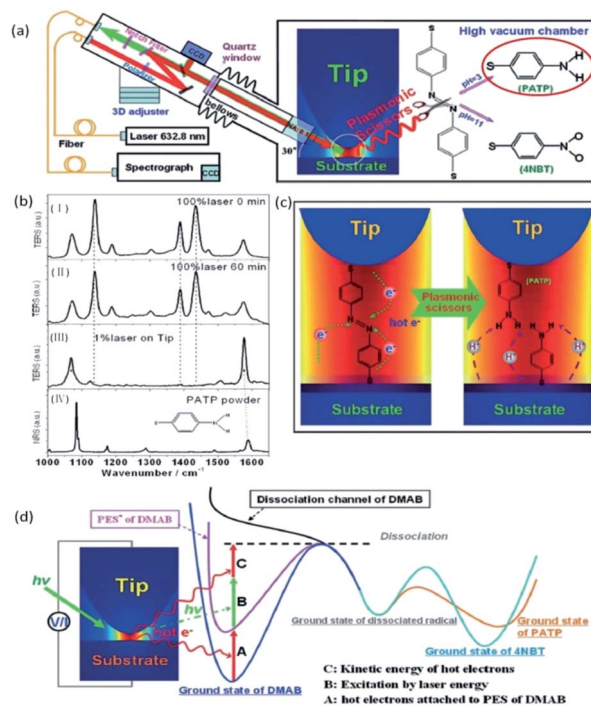 (a)
Notch Filter
Polarizer
CCD
Quartz
window
3D adjuster
bellows
Fiber
Laser 632.8 nm
Spectrograph
CCD
30°
Tip
Substrate
Plasmonic
Scissors
S
N
N
S
High vacuum chamber
pH=3
pH=11
S
N
H
H
(PATP)
S
N
O
O
(4NBT)
(b)
TERS (a.u.)
(I)
100%laser 0 min
TERS (a.u.)
(II)
100%laser 60 min
TERS (a.u.)
(III)
1%laser on Tip
NRS (a.u.)
(IV)
PATP powder
1000 1100 1200 1300 1400 1500 1600
Wavenumber / cm⁻¹
(c)
Tip
S
e⁻
N
N
hot e⁻
e⁻
e⁻
S
Substrate
Plasmonic
scissors
Tip
S
(PATP)
N
H
H
H
H
N
H⁺
H⁺
H⁺
S
Substrate
(d)
Dissociation channel of DMAB
PES⁻ of DMAB
Dissociation
hν
V/I
Tip
hν
hot e⁻
Substrate
C
B
A
Ground state of DMAB
Ground state of dissociated radical
Ground state of 4NBT
Ground state
of PATP
C: Kinetic energy of hot electrons
B: Excitation by laser energy
A: hot electrons attached to PES of DMAB